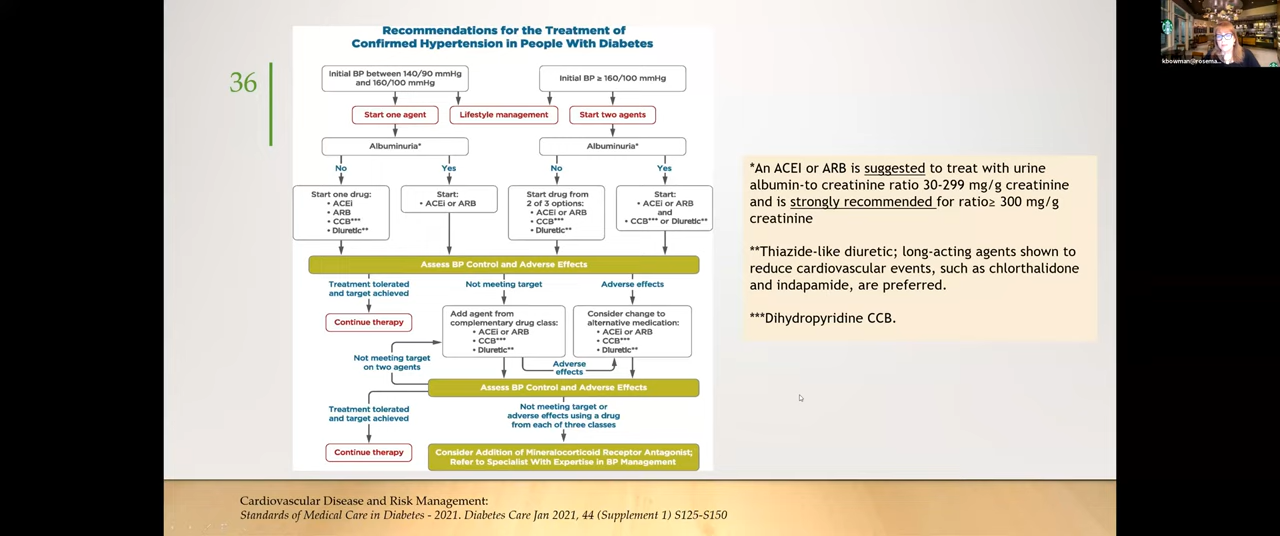 Recommendations for the Treatment of
Confirmed Hypertension in People With Diabetes
36
Initial BP between 140/90 mmHg
and 160/100 mmHg
Initial BP ≥ 160/100 mmHg
Start one agent
Lifestyle management
Start two agents
Albuminuria*
Albuminuria*
No
Yes
No
Yes
Start one drug:
• ACEi
• ARB
• CCB***
• Diuretic**
Start:
• ACEi or ARB
Start drug from
2 of 3 options:
• ACEi or ARB
• CCB***
• Diuretic**
Start:
• ACEi or ARB
and
• CCB*** or Diuretic**
Assess BP Control and Adverse Effects
Treatment tolerated
and target achieved
Not meeting target
Adverse effects
Continue therapy
Add agent from
complementary drug class:
• ACEi or ARB
• CCB***
• Diuretic**
Consider change to
alternative medication:
• ACEi or ARB
• CCB***
• Diuretic**
Not meeting target
on two agents
Adverse
effects
Assess BP Control and Adverse Effects
Treatment tolerated
and target achieved
Not meeting target or
adverse effects using a drug
from each of three classes
Continue therapy
Consider Addition of Mineralocorticoid Receptor Antagonist;
Refer to Specialist With Expertise in BP Management
*An ACEI or ARB is suggested to treat with urine
albumin-to creatinine ratio 30-299 mg/g creatinine
and is strongly recommended for ratio≥ 300 mg/g
creatinine
**Thiazide-like diuretic; long-acting agents shown to
reduce cardiovascular events, such as chlorthalidone
and indapamide, are preferred.
***Dihydropyridine CCB.
Cardiovascular Disease and Risk Management:
Standards of Medical Care in Diabetes - 2021. Diabetes Care Jan 2021, 44 (Supplement 1) S125-S150
kbowman@rosema...